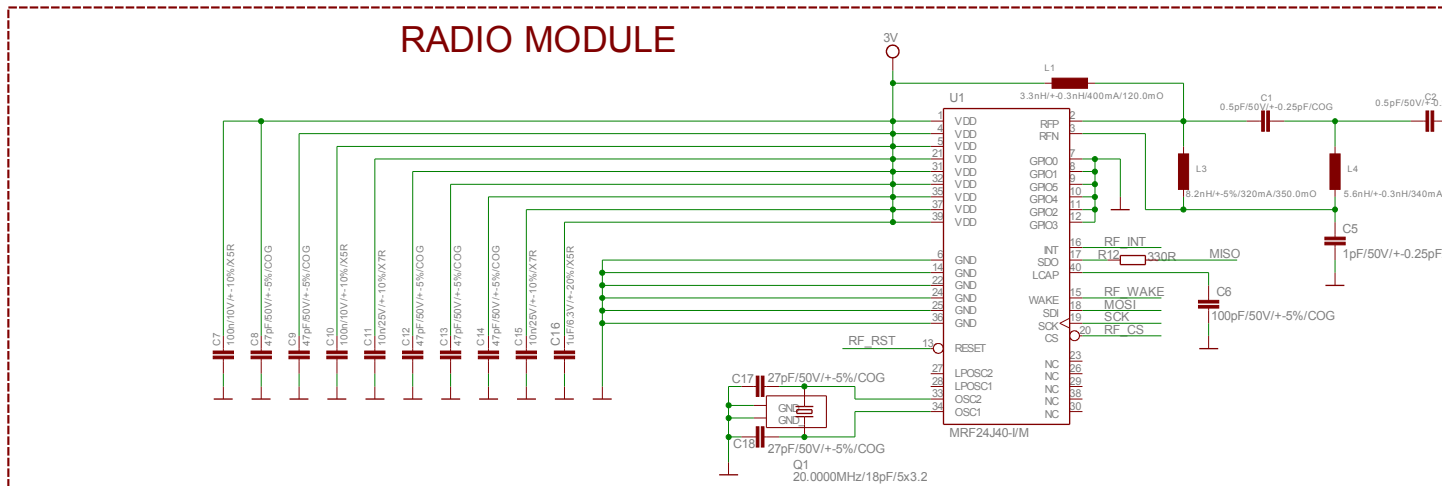 RADIO MODULE
3V
L1
3.3nH/+-0.3nH/400mA/120.0mO
U1
C1
0.5pF/50V/+-0.25pF/COG
C2
0.5pF/50V/+-0.
1 VDD
4 VDD
5 VDD
21 VDD
31 VDD
32 VDD
35 VDD
37 VDD
39 VDD
6 GND
14 GND
22 GND
24 GND
25 GND
36 GND
RF_RST 13 RESET
27 LPOSC2
28 LPOSC1
33 OSC2
34 OSC1
RFP 2
RFN 3
GPIO0 7
GPIO1 8
GPIO5 9
GPIO4 10
GPIO2 11
GPIO3 12
INT 16 RF_INT
SDO 17 R12 330R MISO
LCAP 40
WAKE 15 RF_WAKE
SDI 18 MOSI
SCK 19 SCK
CS 20 RF_CS
NC 23
NC 26
NC 29
NC 38
NC 30
MRF24J40-I/M
L3
8.2nH/+-5%/320mA/350.0mO
L4
5.6nH/+-0.3nH/340mA
C5
1pF/50V/+-0.25pF
C6
100pF/50V/+-5%/COG
C7
100n/10V/+-10%/X5R
C8
47pF/50V/+-5%/COG
C9
47pF/50V/+-5%/COG
C10
100n/10V/+-10%/X5R
C11
10n/25V/+-10%/X7R
C12
47pF/50V/+-5%/COG
C13
47pF/50V/+-5%/COG
C14
47pF/50V/+-5%/COG
C15
10n/25V/+-10%/X7R
C16
1uF/6.3V/+-20%/X5R
C17
27pF/50V/+-5%/COG
GND
GND
C18
27pF/50V/+-5%/COG
Q1
20.0000MHz/18pF/5x3.2